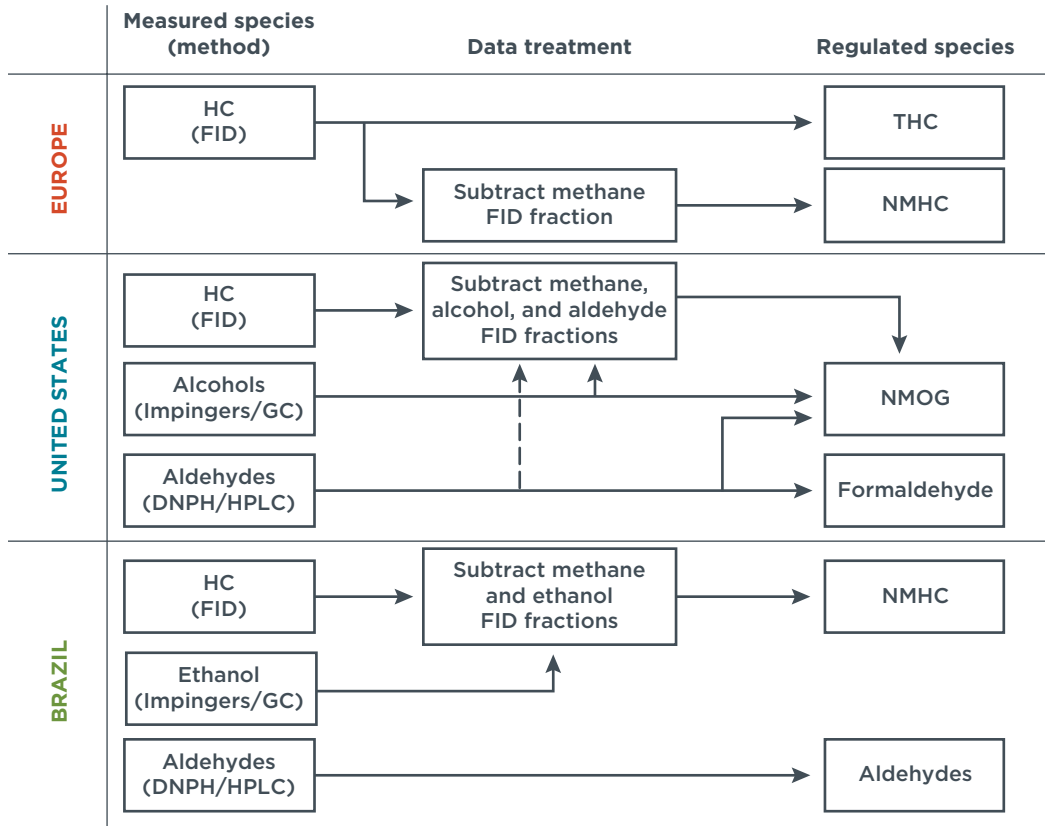 Measured species
(method)
Data treatment
Regulated species
EUROPE
HC
(FID)
THC
Subtract methane
FID fraction
NMHC
UNITED STATES
HC
(FID)
Subtract methane,
alcohol, and aldehyde
FID fractions
Alcohols
(Impingers/GC)
NMOG
Aldehydes
(DNPH/HPLC)
Formaldehyde
BRAZIL
HC
(FID)
Subtract methane
and ethanol
FID fractions
NMHC
Ethanol
(Impingers/GC)
Aldehydes
(DNPH/HPLC)
Aldehydes